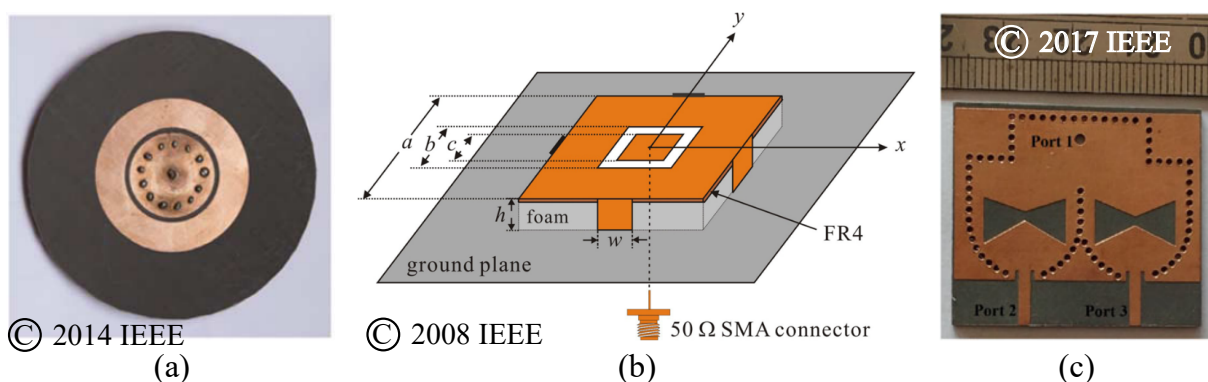 © 2014 IEEE
(a)
y
x
a
b
c
h
foam
w
FR4
ground plane
50 Ω SMA connector
© 2008 IEEE
(b)
© 2017 IEEE
Port 1
Port 2
Port 3
(c)